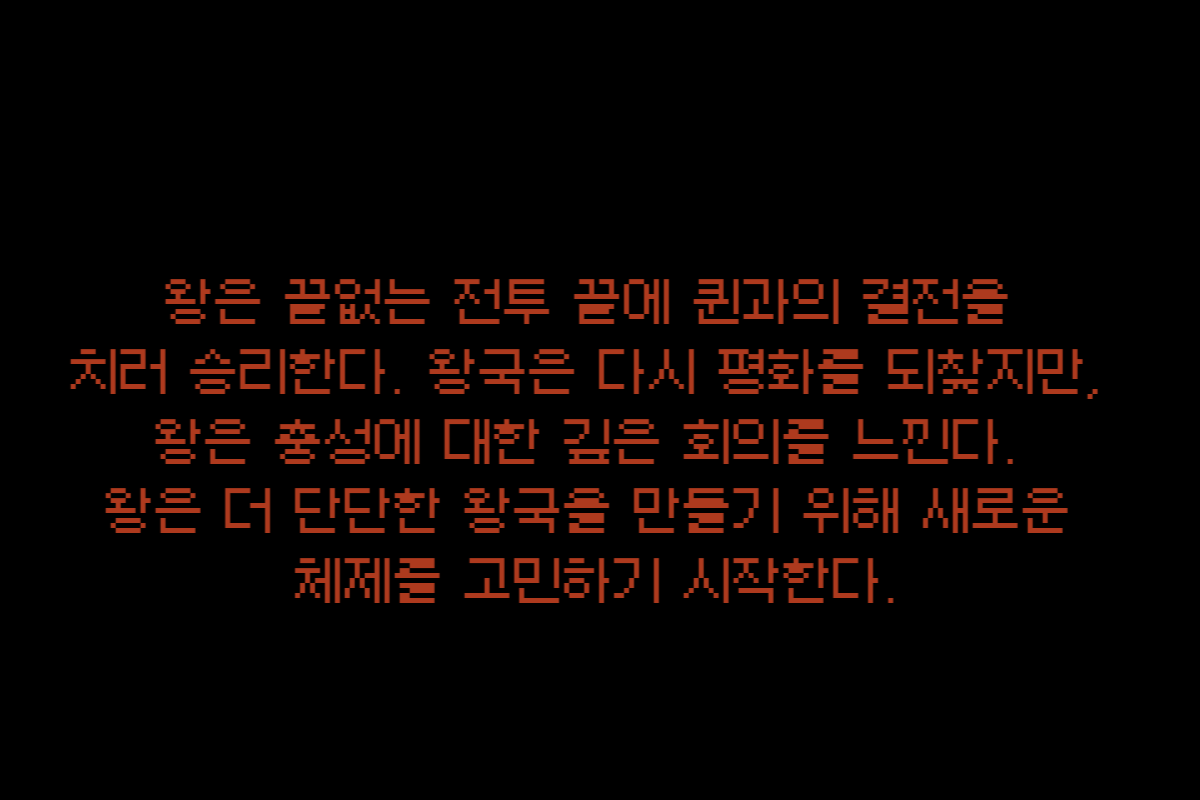 왕은 끝없는 전투 끝에 퀸과의 결전을
치러 승리한다. 왕국은 다시 평화를 되찾지만,
왕은 충성에 대한 깊은 회의를 느낀다.
왕은 더 단단한 왕국을 만들기 위해 새로운
체제를 고민하기 시작한다.